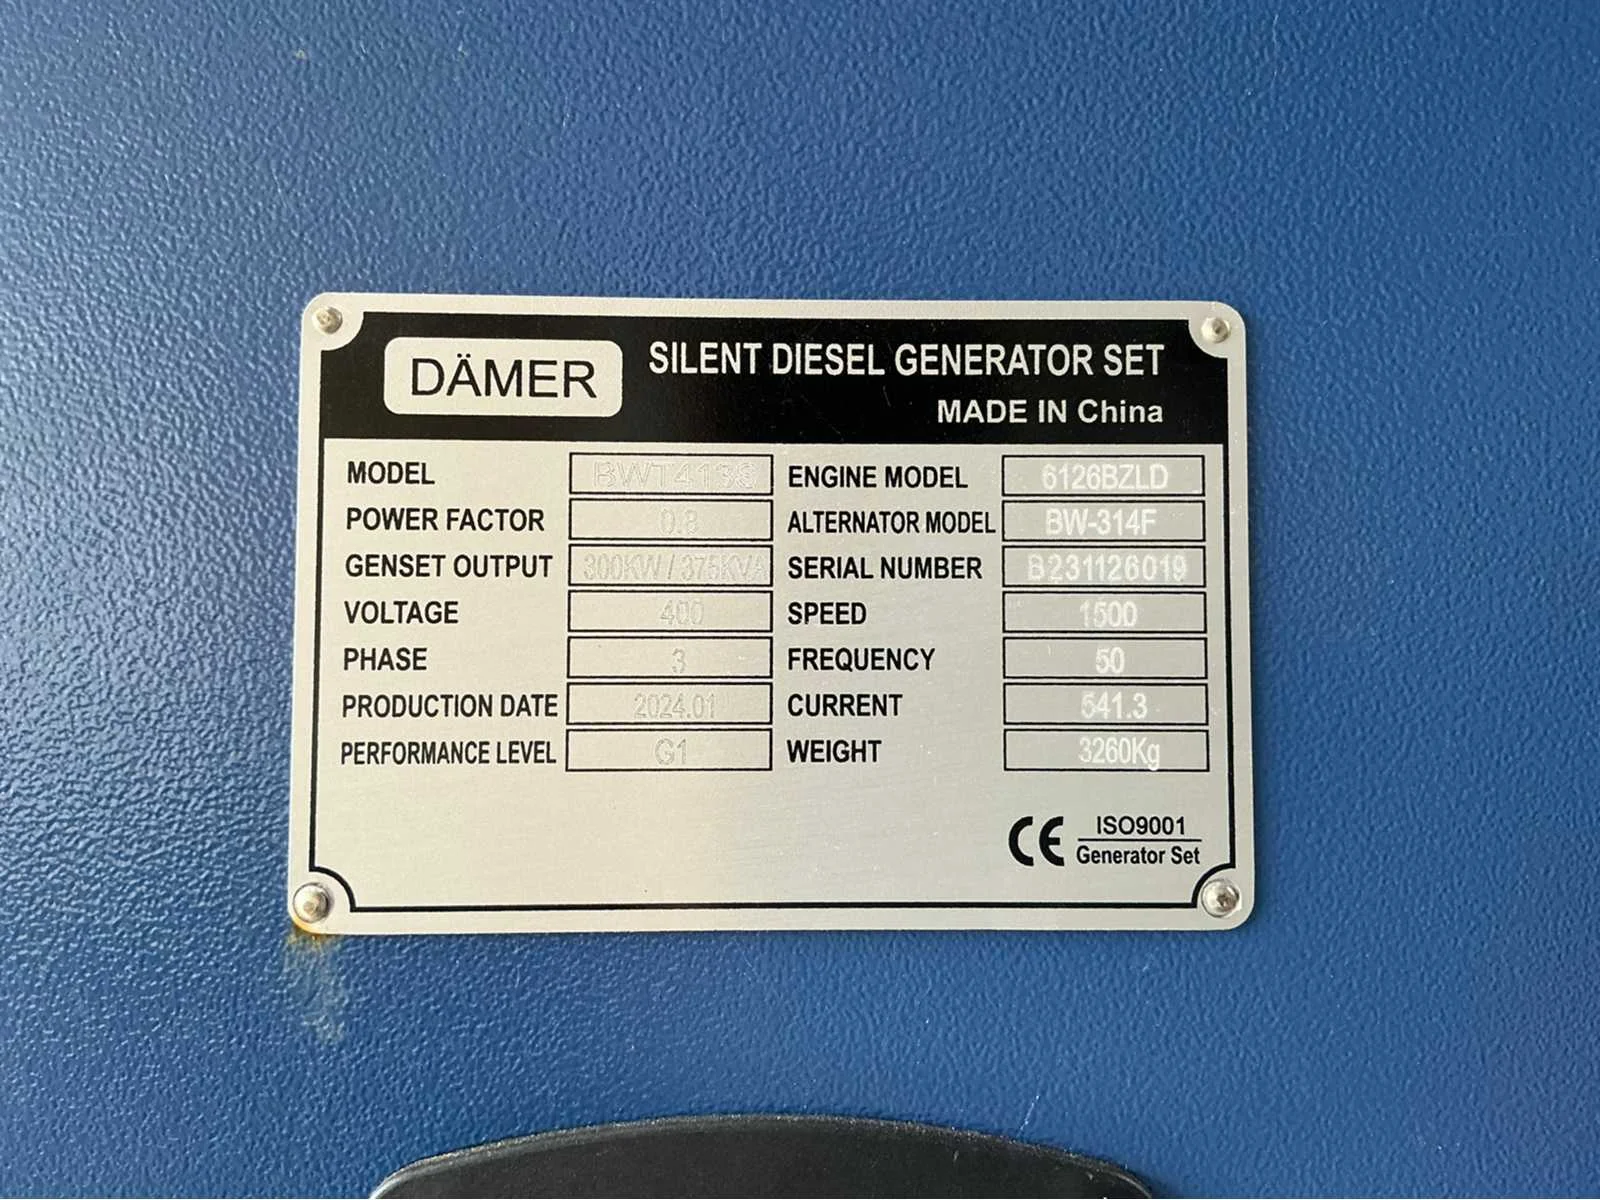 DÄMER
SILENT DIESEL GENERATOR SET
MADE IN China
MODEL BWT413S ENGINE MODEL 6126BZLD
POWER FACTOR 0.8 ALTERNATOR MODEL BW-314F
GENSET OUTPUT 300KW / 375KVA SERIAL NUMBER B231126019
VOLTAGE 400 SPEED 1500
PHASE 3 FREQUENCY 50
PRODUCTION DATE 2024.01 CURRENT 541.3
PERFORMANCE LEVEL G1 WEIGHT 3260Kg
CE ISO9001
Generator Set